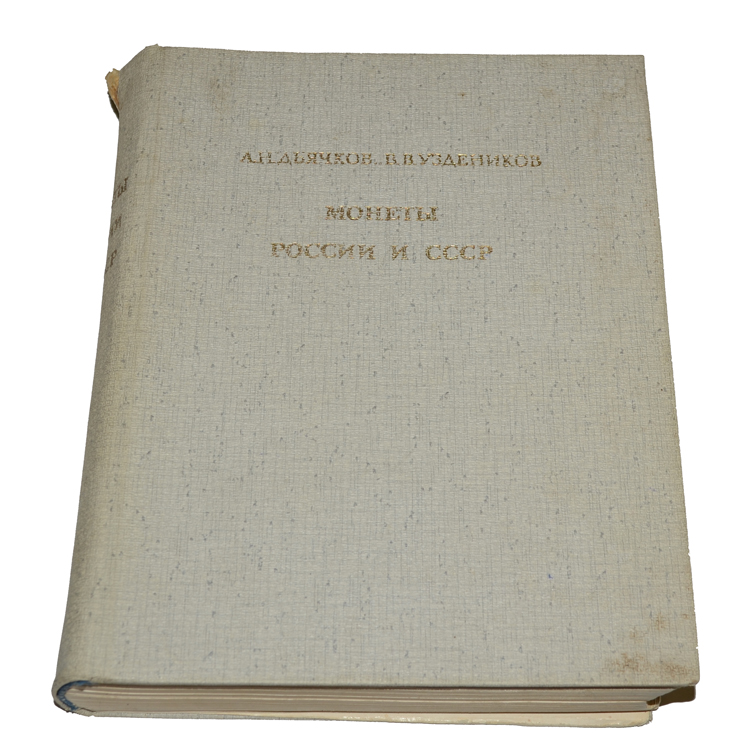 А.Н.ДЬЯЧКОВ, В.В.УЗДЕНИКОВ
МОНЕТЫ
РОССИИ И СССР